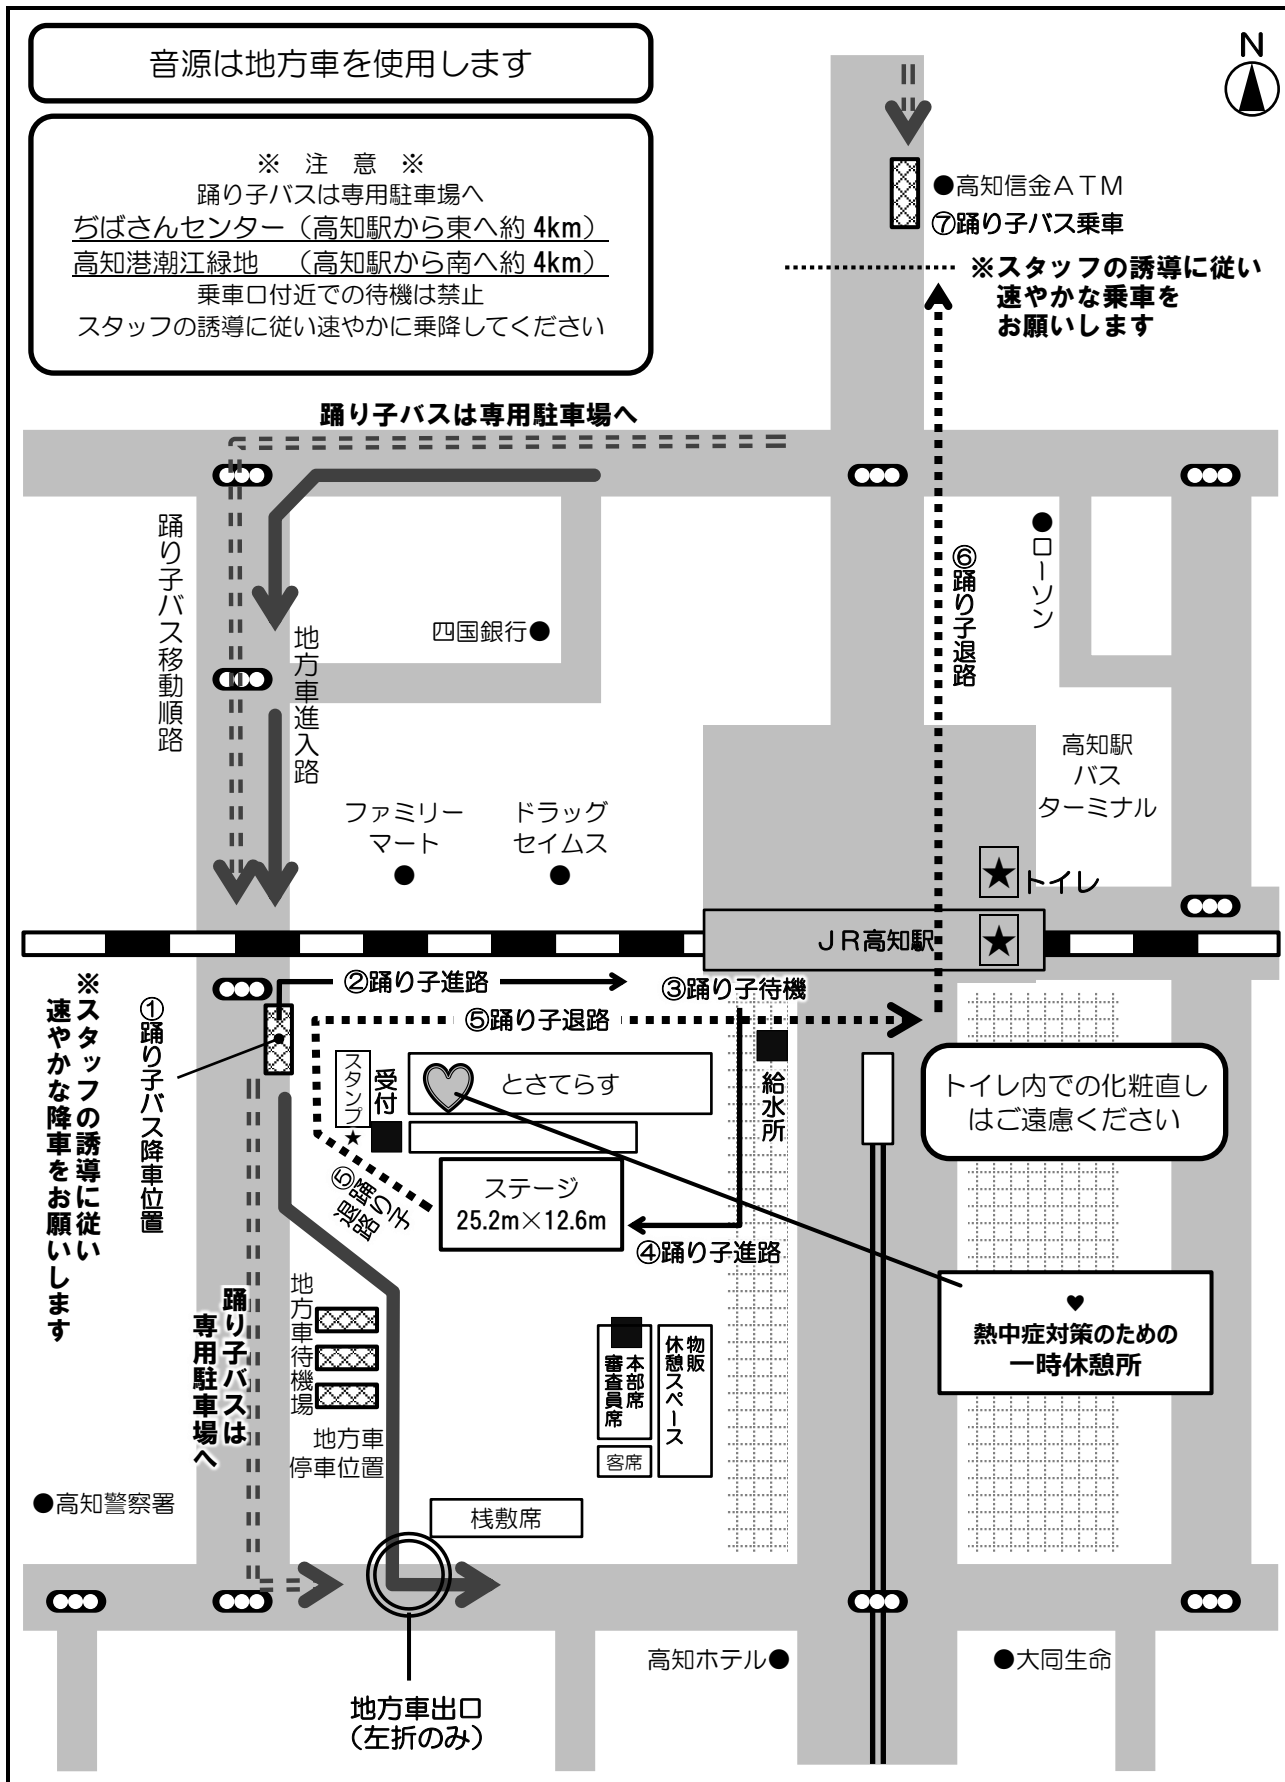 音源は地方車を使用します
N
※ 注 意 ※
踊り子バスは専用駐車場へ
ぢばさんセンター（高知駅から東へ約 4km）
高知港潮江緑地 （高知駅から南へ約 4km）
乗車口付近での待機は禁止
スタッフの誘導に従い速やかに乗降してください
●高知信金ＡＴＭ
⑦踊り子バス乗車
※スタッフの誘導に従い
速やかな乗車を
お願いします
踊り子バスは専用駐車場へ
踊り子バス移動順路
地方車進入路
四国銀行●
⑥踊り子退路
●ローソン
高知駅
バス
ターミナル
ファミリー
マート
●
ドラッグ
セイムス
●
★トイレ
ＪＲ高知駅
★
※スタッフの誘導に従い
速やかな降車をお願いします
①踊り子バス降車位置
②踊り子進路
③踊り子待機
⑤踊り子退路
スタンプ
★
受付
とさてらす
給水所
トイレ内での化粧直し
はご遠慮ください
⑤踊り子
退路
ステージ
25.2m×12.6m
④踊り子進路
♥
熱中症対策のための
一時休憩所
踊り子バスは
専用駐車場へ
地方車待機場
地方車
停車位置
本部席
審査員席
客席
物販
休憩スペース
●高知警察署
桟敷席
高知ホテル●
●大同生命
地方車出口
（左折のみ）